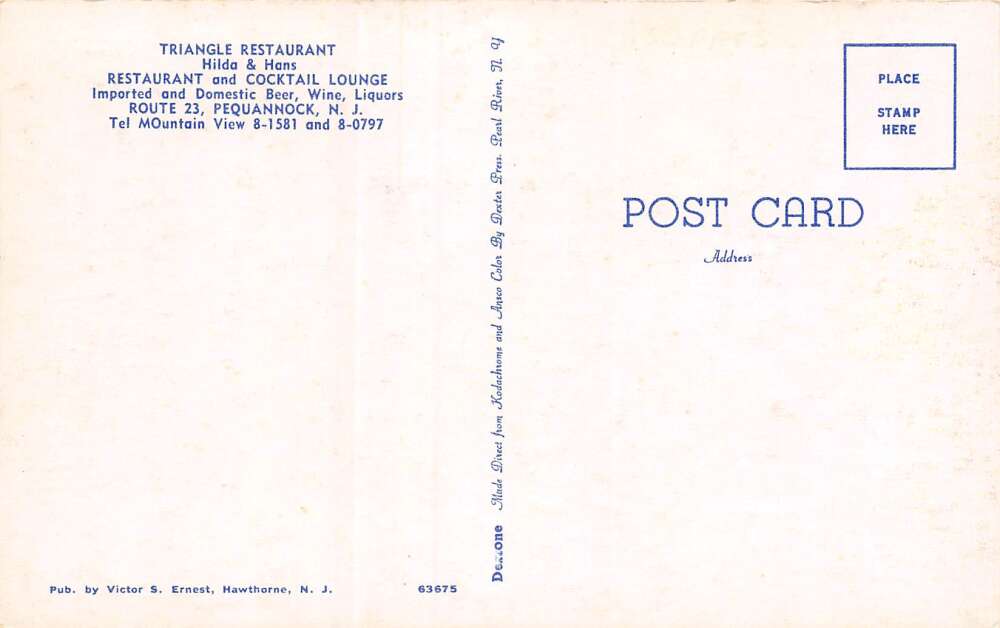 TRIANGLE RESTAURANT
Hilda & Hans
RESTAURANT and COCKTAIL LOUNGE
Imported and Domestic Beer, Wine, Liquors
ROUTE 23, PEQUANNOCK, N. J.
Tel MOuntain View 8-1581 and 8-0797
Pub. by Victor S. Ernest, Hawthorne, N. J.
63675
Made Direct from Kodachrome and Ansco Color By Dexter Press. Pearl River, N. Y
PLACE
STAMP
HERE
POST CARD
Address